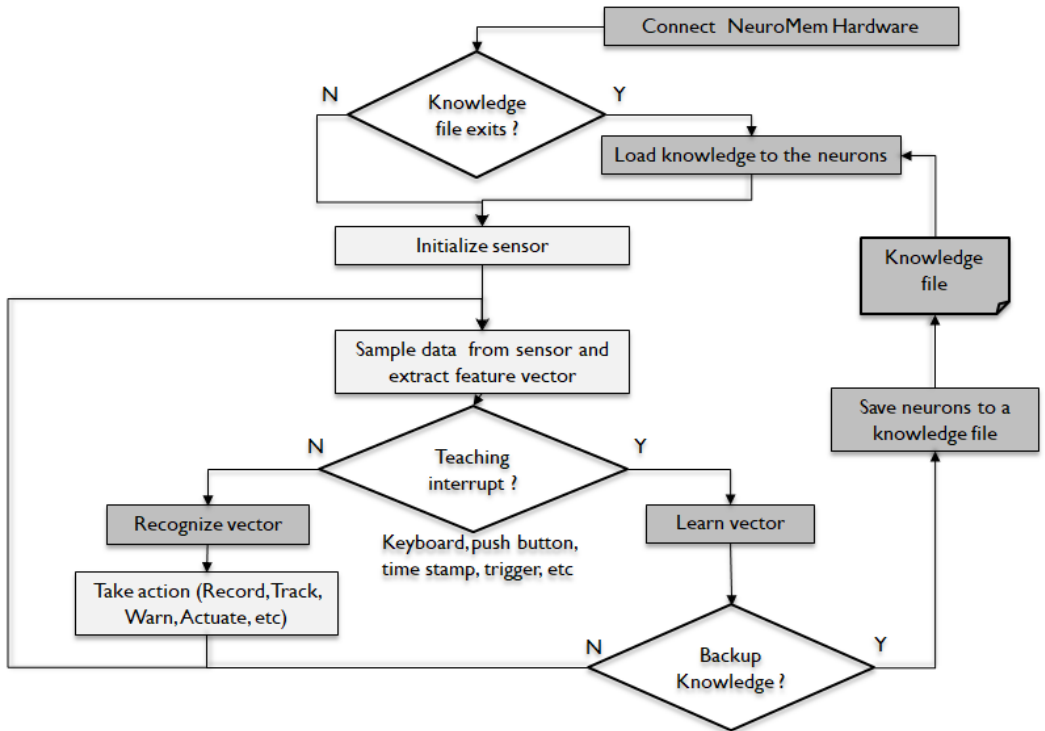 Connect NeuroMem Hardware
N
Y
Knowledge
file exits ?
Load knowledge to the neurons
Initialize sensor
Knowledge
file
Sample data from sensor and
extract feature vector
Save neurons to a
knowledge file
N
Y
Teaching
interrupt ?
Recognize vector
Learn vector
Keyboard, push button,
time stamp, trigger, etc
Take action (Record, Track,
Warn, Actuate, etc)
N
Y
Backup
Knowledge ?